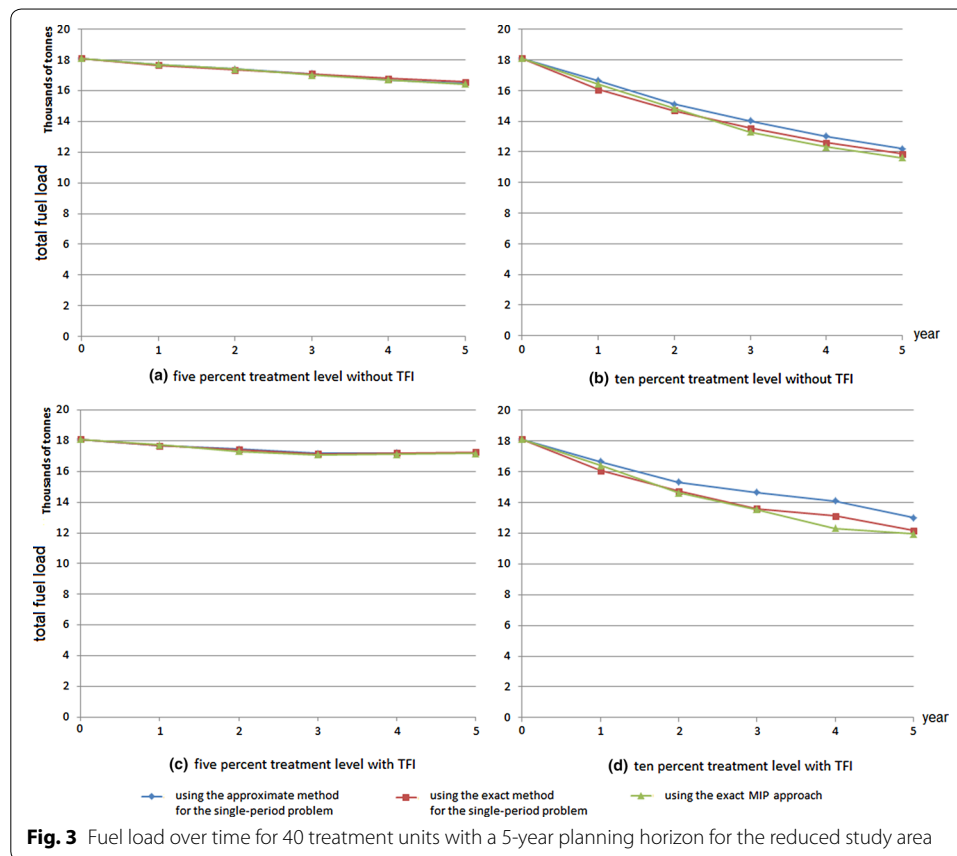 Thousands of tonnes
total fuel load
20
18
16
14
12
10
8
6
4
2
0
0 1 2 3 4 5
(a) five percent treatment level without TFI
20
18
16
14
12
10
8
6
4
2
0
0 1 2 3 4 5
year
(b) ten percent treatment level without TFI
Thousands of tonnes
total fuel load
20
18
16
14
12
10
8
6
4
2
0
0 1 2 3 4 5
(c) five percent treatment level with TFI
20
18
16
14
12
10
8
6
4
2
0
0 1 2 3 4 5
year
(d) ten percent treatment level with TFI
using the approximate method
for the single-period problem
using the exact method
for the single-period problem
using the exact MIP approach
Fig. 3 Fuel load over time for 40 treatment units with a 5-year planning horizon for the reduced study area